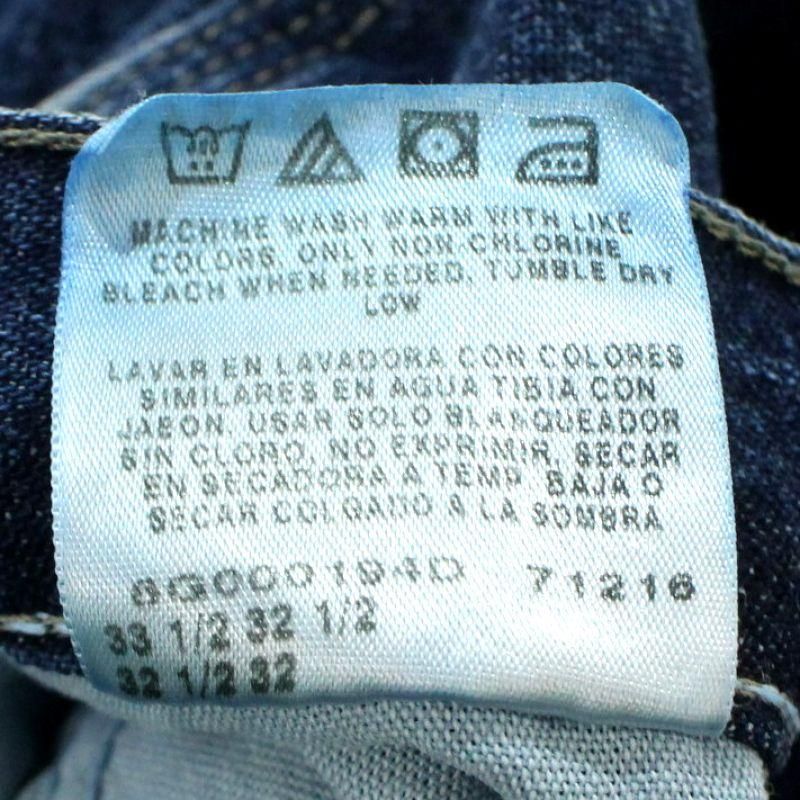 MACHINE WASH WARM WITH LIKE
COLORS. ONLY NON-CHLORINE
BLEACH WHEN NEEDED. TUMBLE DRY
LOW
LAVAR EN LAVADORA CON COLORES
SIMILARES EN AGUA TIBIA CON
JABON. USAR SOLO BLANQUEADOR
SIN CLORO. NO EXPRIMIR. SECAR
EN SECADORA A TEMP. BAJA O
SECAR COLGADO A LA SOMBRA
8G0001940 71216
33 1/2 32 1/2
32 1/2 32